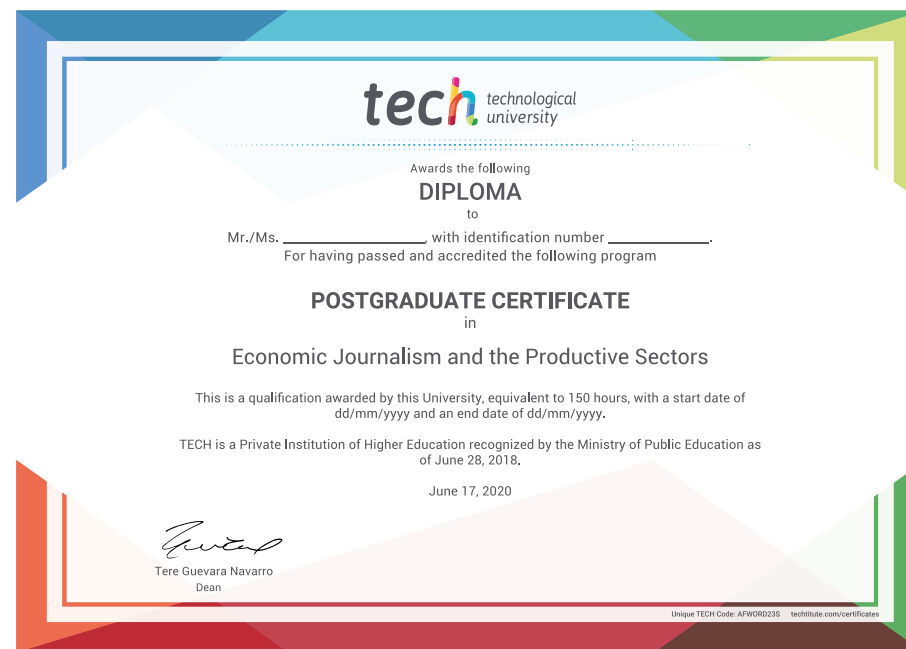 tech technological
university
Awards the following
DIPLOMA
to
Mr./Ms. ____________________, with identification number ______________.
For having passed and accredited the following program
POSTGRADUATE CERTIFICATE
in
Economic Journalism and the Productive Sectors
This is a qualification awarded by this University, equivalent to 150 hours, with a start date of
dd/mm/yyyy and an end date of dd/mm/yyyy.
TECH is a Private Institution of Higher Education recognized by the Ministry of Public Education as
of June 28, 2018.
June 17, 2020
Tere Guevara Navarro
Dean
Unique TECH Code: AFWORD23S techtitute.com/certificates